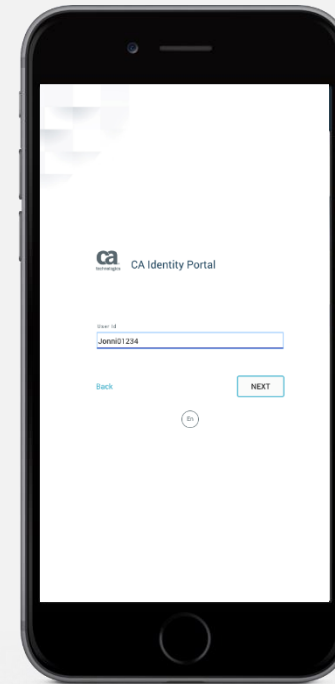 ca
technologies
CA Identity Portal
User Id
Jonni01234
Back
NEXT
En